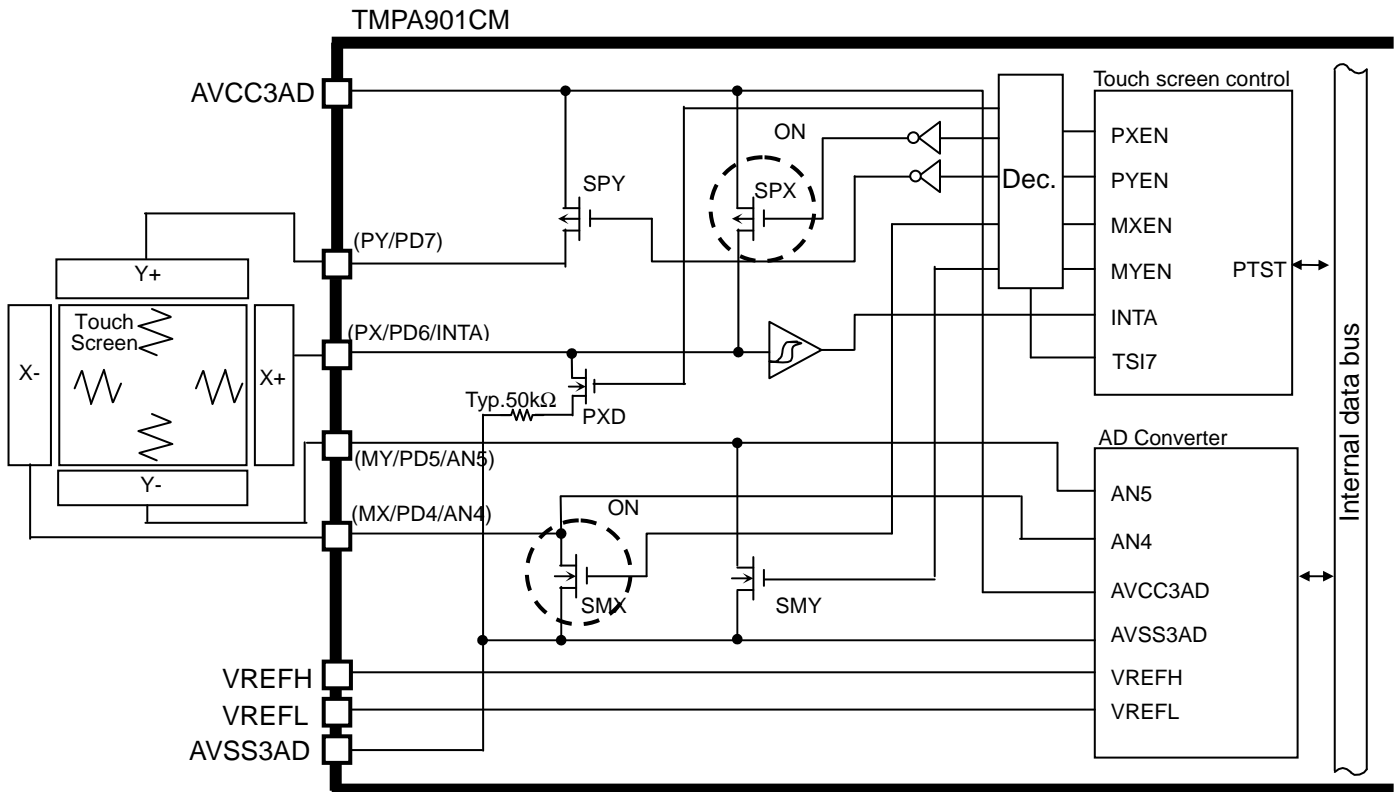 TMPA901CM
AVCC3AD
Touch screen control
ON
PXEN
Dec.
SPY
SPX
PYEN
MXEN
(PY/PD7)
Y+
MYEN
PTST
Touch
Screen
(PX/PD6/INTA)
INTA
X-
X+
TSI7
Typ.50kΩ
PXD
Internal data bus
(MY/PD5/AN5)
AD Converter
Y-
AN5
(MX/PD4/AN4)
ON
AN4
SMX
SMY
AVCC3AD
AVSS3AD
VREFH
VREFH
VREFL
VREFL
AVSS3AD